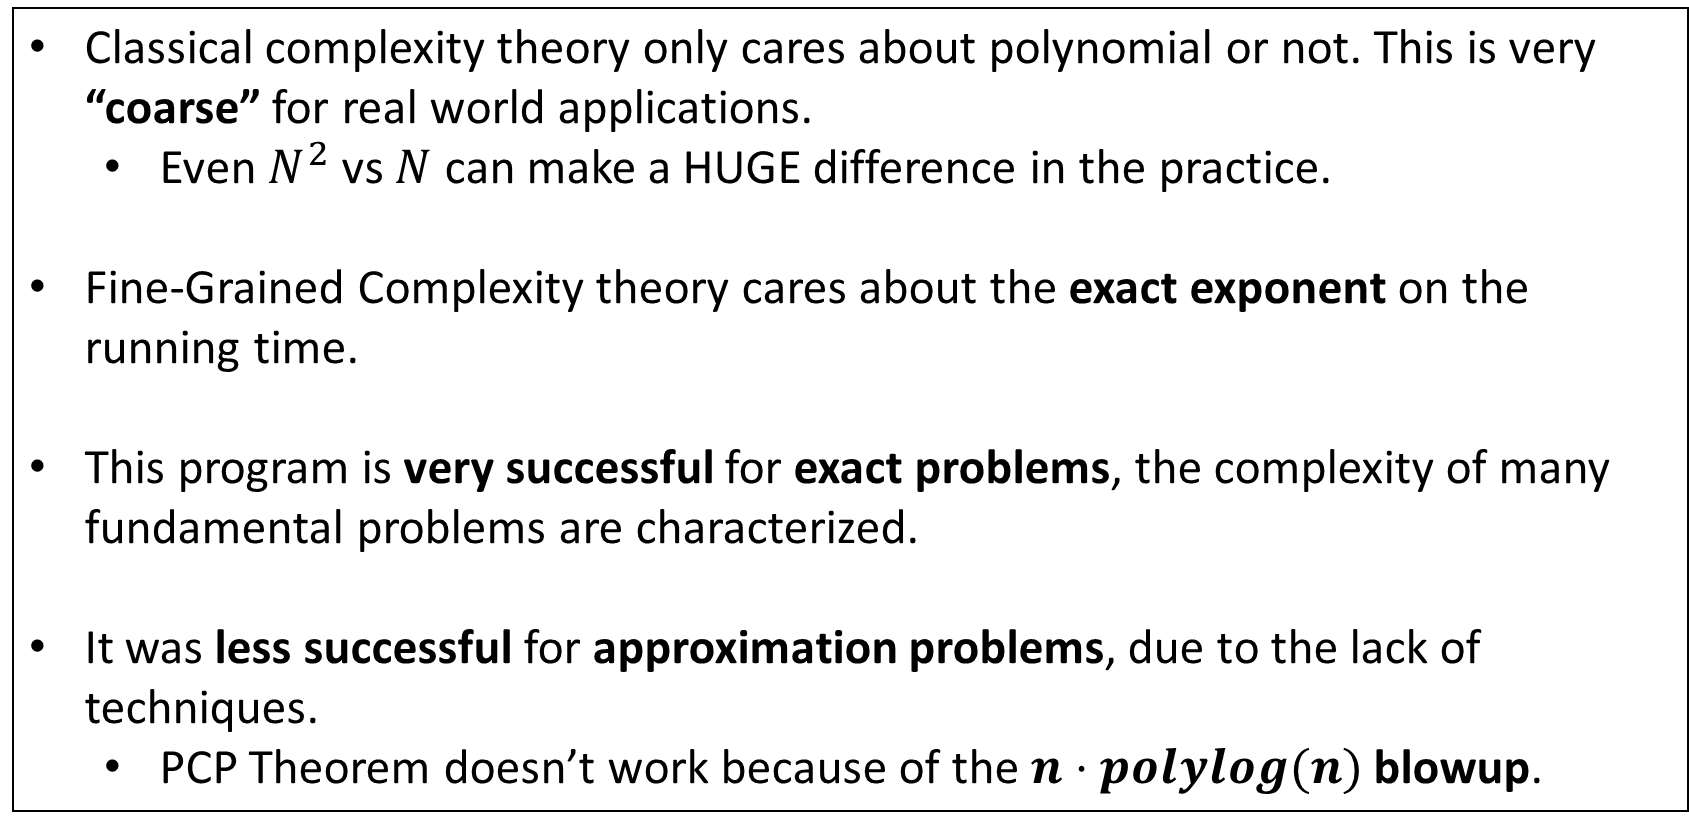 • Classical complexity theory only cares about polynomial or not. This is very
“coarse” for real world applications.
• Even N² vs N can make a HUGE difference in the practice.
• Fine-Grained Complexity theory cares about the exact exponent on the
running time.
• This program is very successful for exact problems, the complexity of many
fundamental problems are characterized.
• It was less successful for approximation problems, due to the lack of
techniques.
• PCP Theorem doesn’t work because of the n · polylog(n) blowup.